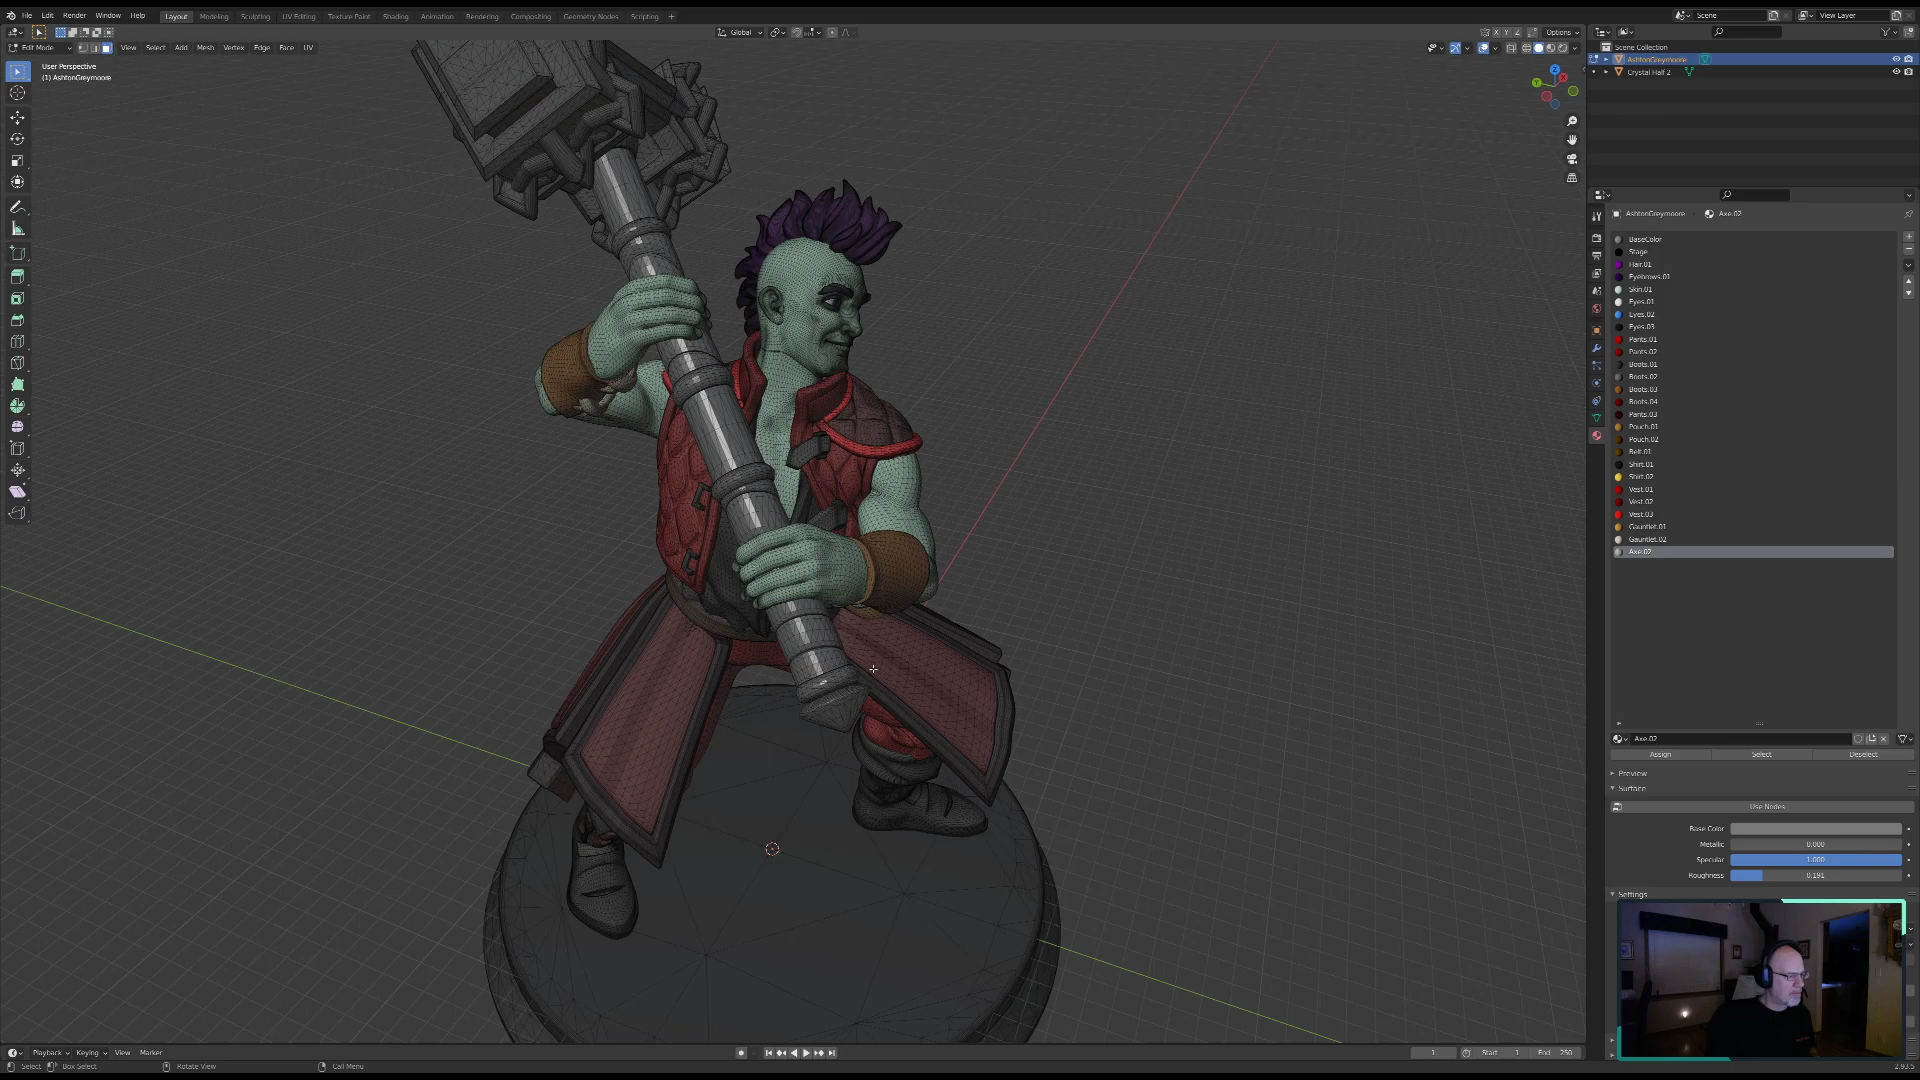 File Edit Render Window Help Layout Modeling Sculpting UV Editing Texture Paint Shading Animation Rendering Compositing Geometry Nodes Scripting + Scene View Layer
Global Options
Edit Mode View Select Add Mesh Vertex Edge Face UV
User Perspective
(1) AshtonGreymoore
X Y Z
Z
Y
X
Scene Collection
AshtonGreymoore
Crystal Half 2
AshtonGreymoore Axe.02
BaseColor
Stage
Hair.01
Eyebrows.01
Skin.01
Eyes.01
Eyes.02
Eyes.03
Pants.01
Pants.02
Boots.01
Boots.02
Boots.03
Boots.04
Pants.03
Pouch.01
Pouch.02
Belt.01
Shirt.01
Shirt.02
Vest.01
Vest.02
Vest.03
Gauntlet.01
Gauntlet.02
Axe.02
Axe.02
Assign Select Deselect
Preview
Surface
Use Nodes
Base Color
Metallic 0.000
Specular 1.000
Roughness 0.191
Settings
Playback Keying View Marker 1 Start 1 End 250
Select Box Select Rotate View Call Menu 2.93.5